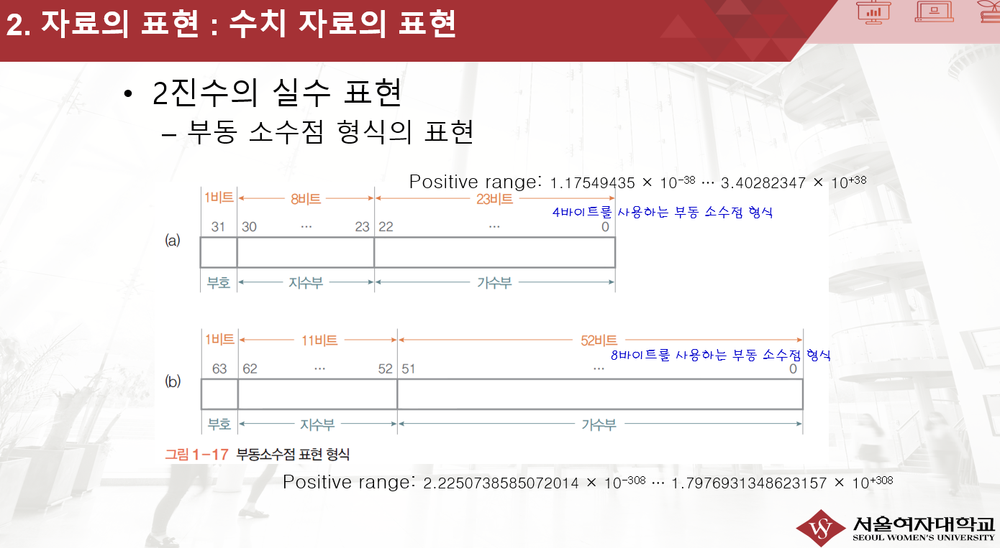 2. 자료의 표현 : 수치 자료의 표현
• 2진수의 실수 표현
– 부동 소수점 형식의 표현
Positive range: 1.17549435 × 10⁻³⁸ … 3.40282347 × 10⁺³⁸
1비트 8비트 23비트
4바이트를 사용하는 부동 소수점 형식
31 30 … 23 22 … 0
(a)
부호 지수부 가수부
1비트 11비트 52비트
8바이트를 사용하는 부동 소수점 형식
63 62 … 52 51 … 0
(b)
부호 지수부 가수부
그림 1-17 부동소수점 표현 형식
Positive range: 2.2250738585072014 × 10⁻³⁰⁸ … 1.7976931348623157 × 10⁺³⁰⁸
서울여자대학교
SEOUL WOMEN'S UNIVERSITY